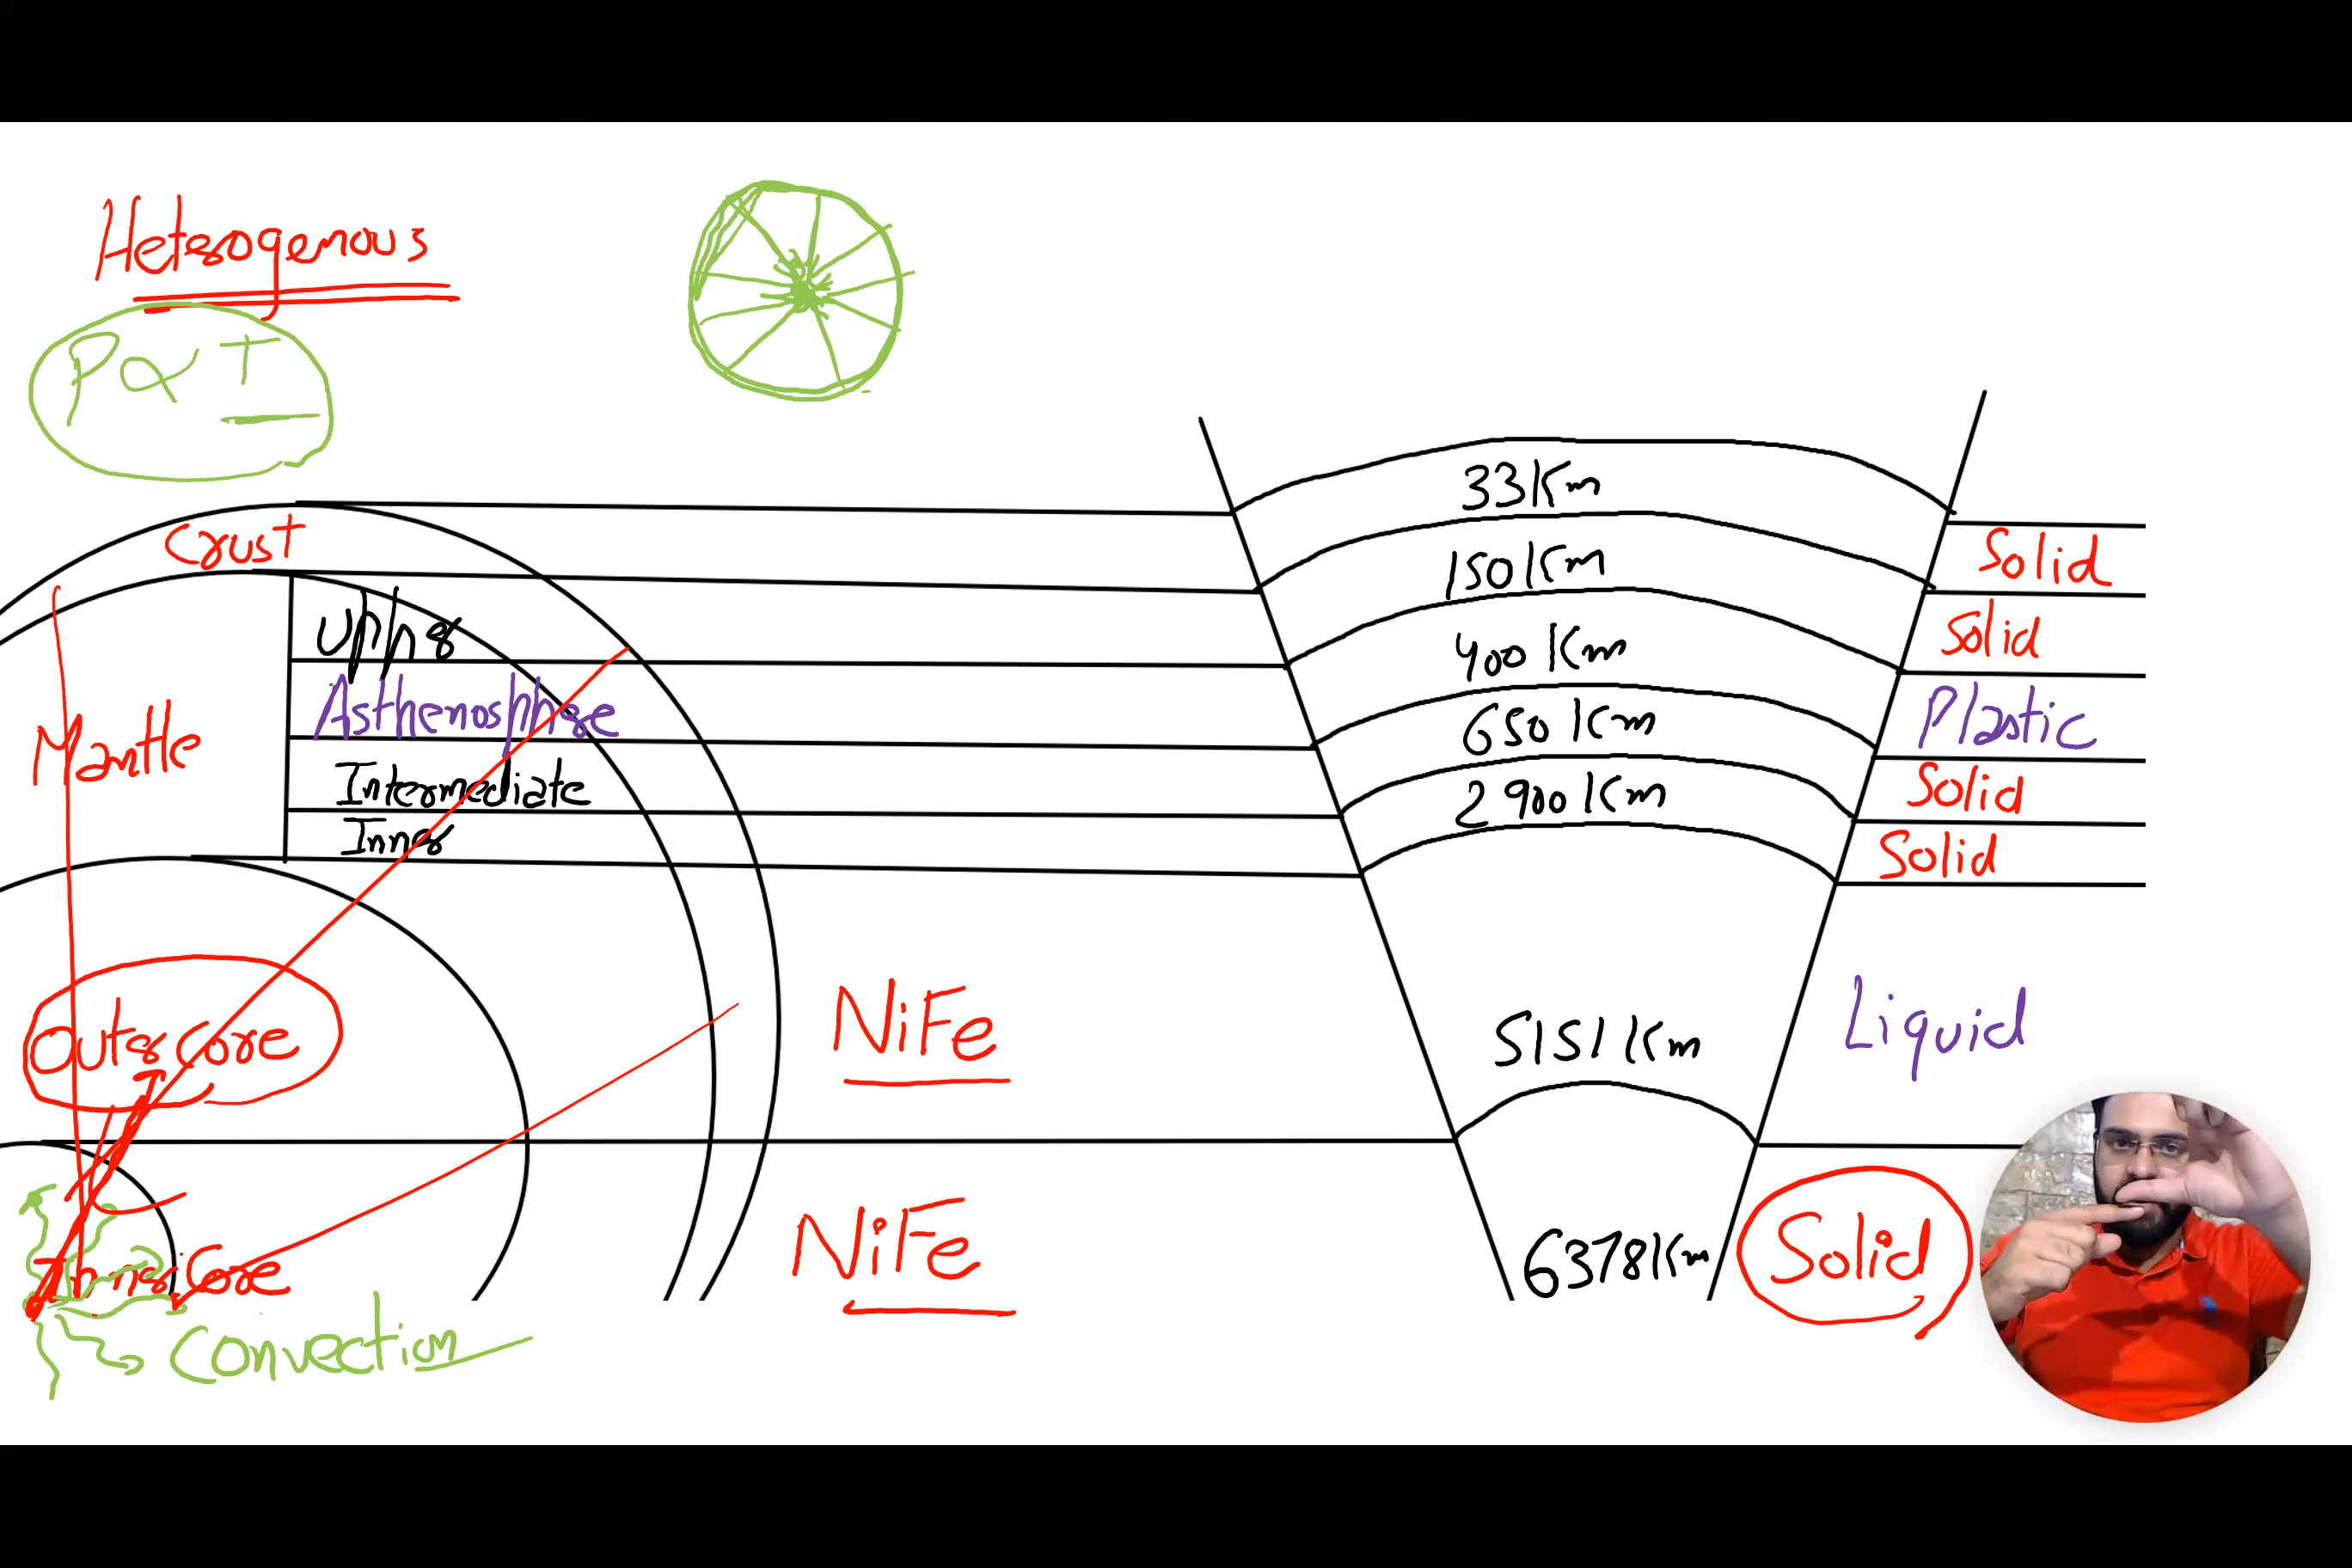 Heterogenous
P ∝ T
33 Km
Crust
Solid
150 Km
Upper
400 Km
Solid
Mantle
Asthenosphere
650 Km
Plastic
Intermediate
2900 Km
Solid
Inner
Solid
Outer Core
NiFe
5151 Km
Liquid
Inner Core
NiFe
6378 Km
Solid
Convection